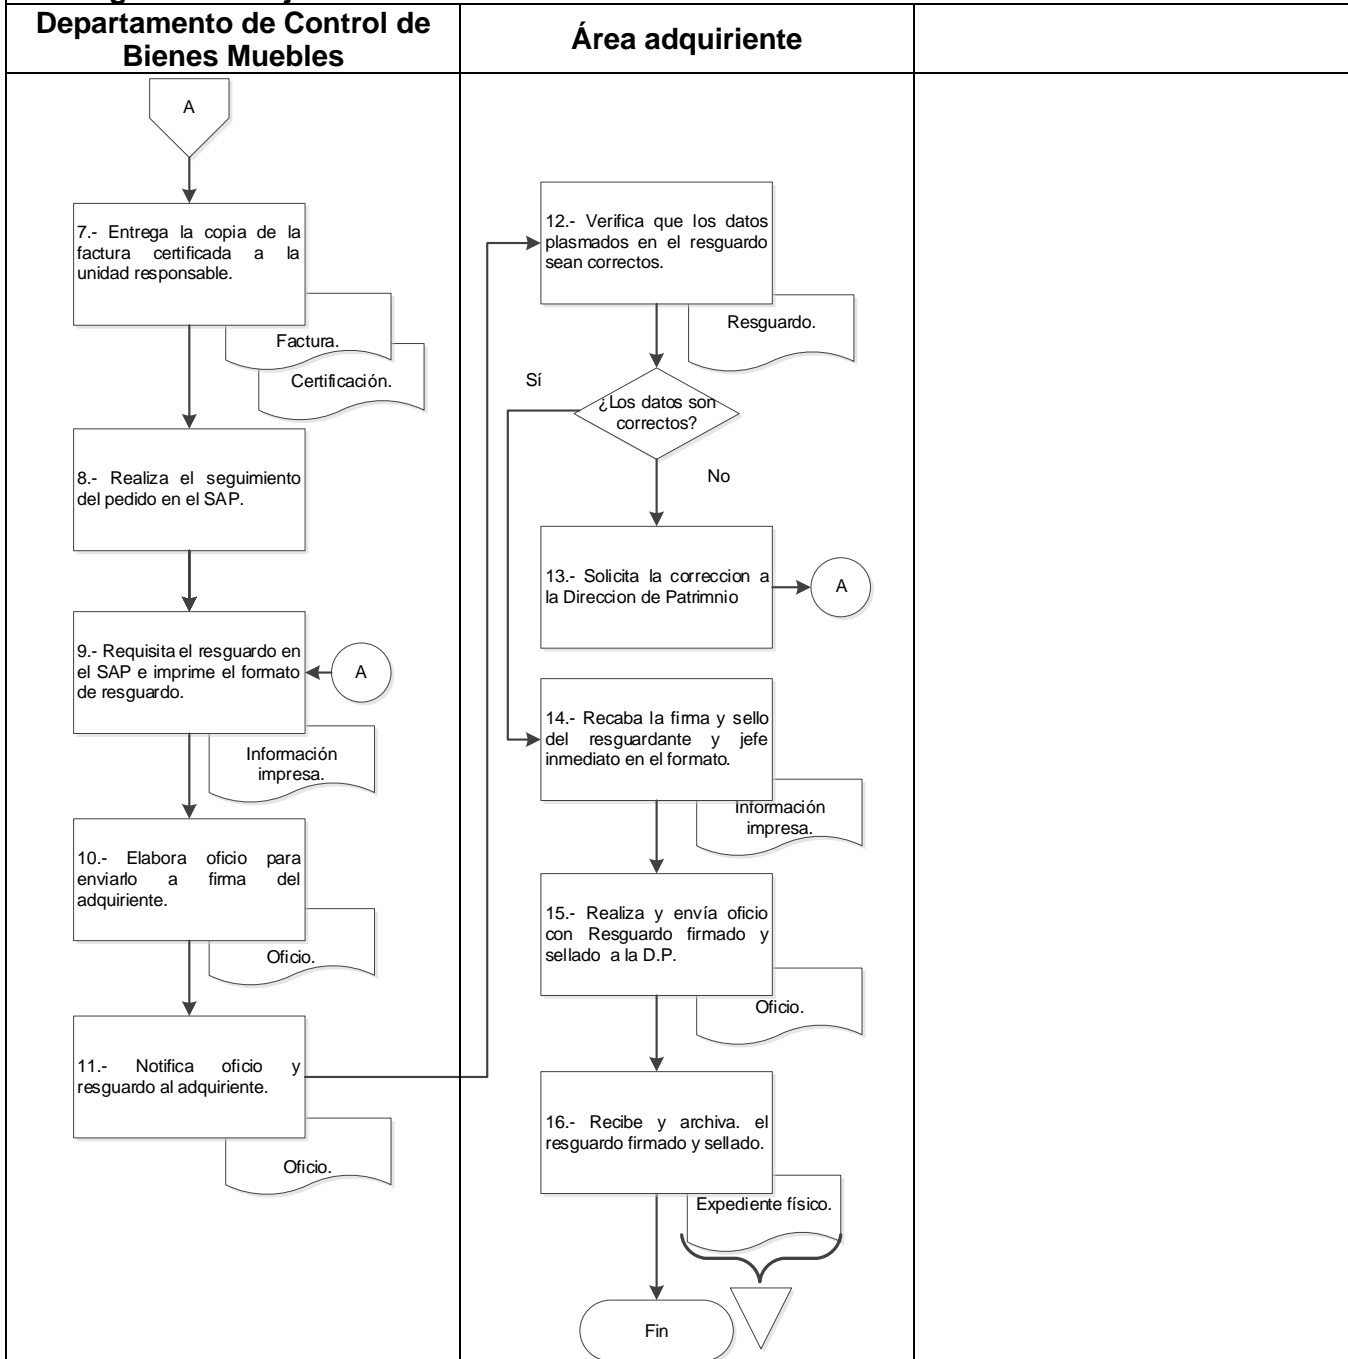 Departamento de Control de
Bienes Muebles
Área adquiriente
A
7.- Entrega la copia de la
factura certificada a la
unidad responsable.
Factura.
Certificación.
8.- Realiza el seguimiento
del pedido en el SAP.
9.- Requisita el resguardo en
el SAP e imprime el formato
de resguardo.
A
Información
impresa.
10.- Elabora oficio para
enviarlo a firma del
adquiriente.
Oficio.
11.- Notifica oficio y
resguardo al adquiriente.
Oficio.
12.- Verifica que los datos
plasmados en el resguardo
sean correctos.
Resguardo.
Sí
¿Los datos son
correctos?
No
13.- Solicita la correccion a
la Direccion de Patrimnio
A
14.- Recaba la firma y sello
del resguardante y jefe
inmediato en el formato.
Información
impresa.
15.- Realiza y envía oficio
con Resguardo firmado y
sellado a la D.P.
Oficio.
16.- Recibe y archiva. el
resguardo firmado y sellado.
Expediente físico.
Fin